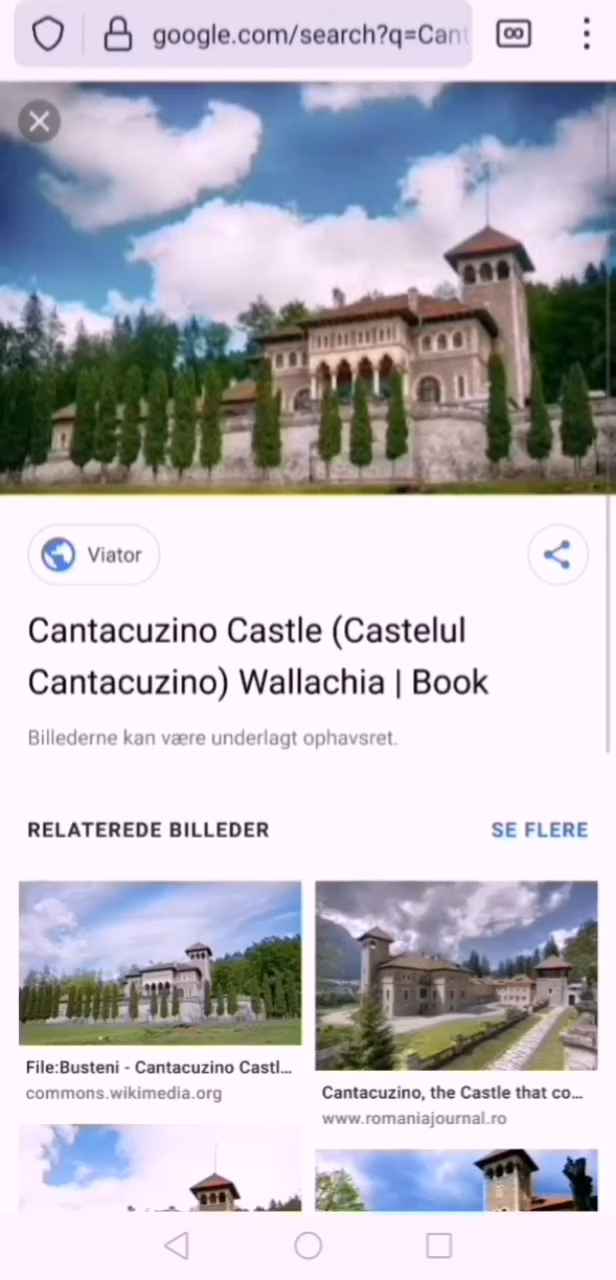 google.com/search?q=Cant
Viator
Cantacuzino Castle (Castelul
Cantacuzino) Wallachia | Book
Billederne kan være underlagt ophavsret.
RELATEREDE BILLEDER
SE FLERE
File:Busteni - Cantacuzino Castl...
commons.wikimedia.org
Cantacuzino, the Castle that co...
www.romaniajournal.ro